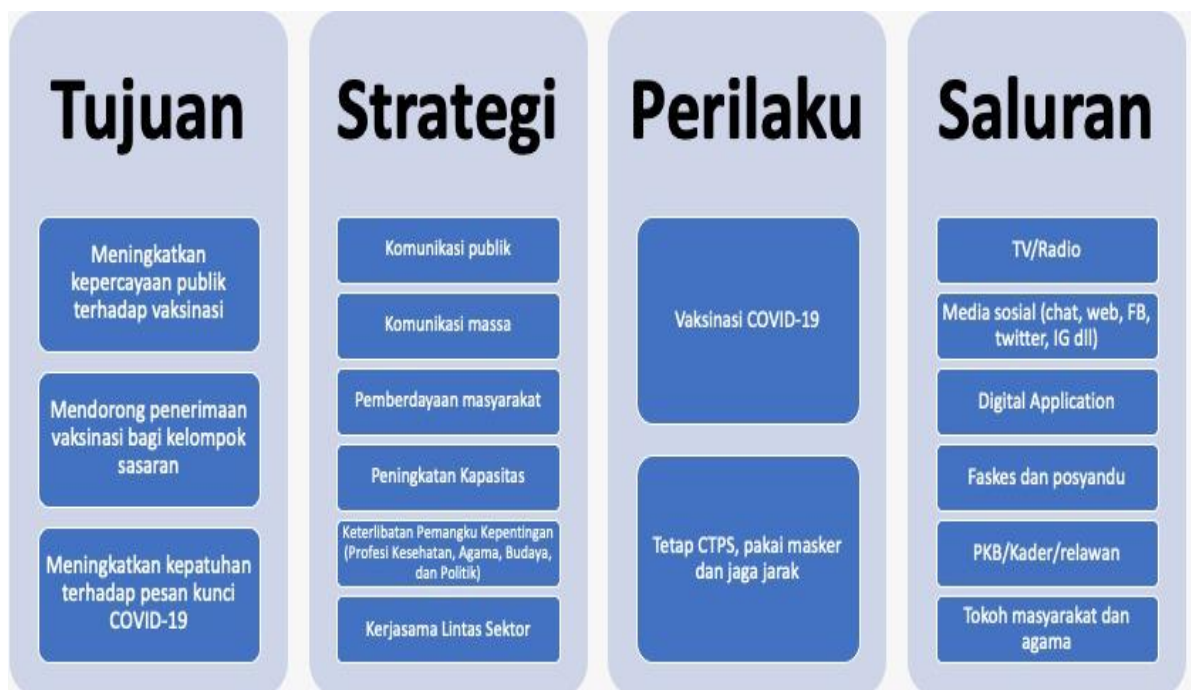 Tujuan
Meningkatkan
kepercayaan publik
terhadap vaksinasi
Mendorong penerimaan
vaksinasi bagi kelompok
sasaran
Meningkatkan kepatuhan
terhadap pesan kunci
COVID-19
Strategi
Komunikasi publik
Komunikasi massa
Pemberdayaan masyarakat
Peningkatan Kapasitas
Keterlibatan Pemangku Kepentingan
(Profesi Kesehatan, Agama, Budaya,
dan Politik)
Kerjasama Lintas Sektor
Perilaku
Vaksinasi COVID-19
Tetap CTPS, pakai masker
dan jaga jarak
Saluran
TV/Radio
Media sosial (chat, web, FB,
twitter, IG dll)
Digital Application
Faskes dan posyandu
PKB/Kader/relawan
Tokoh masyarakat dan
agama